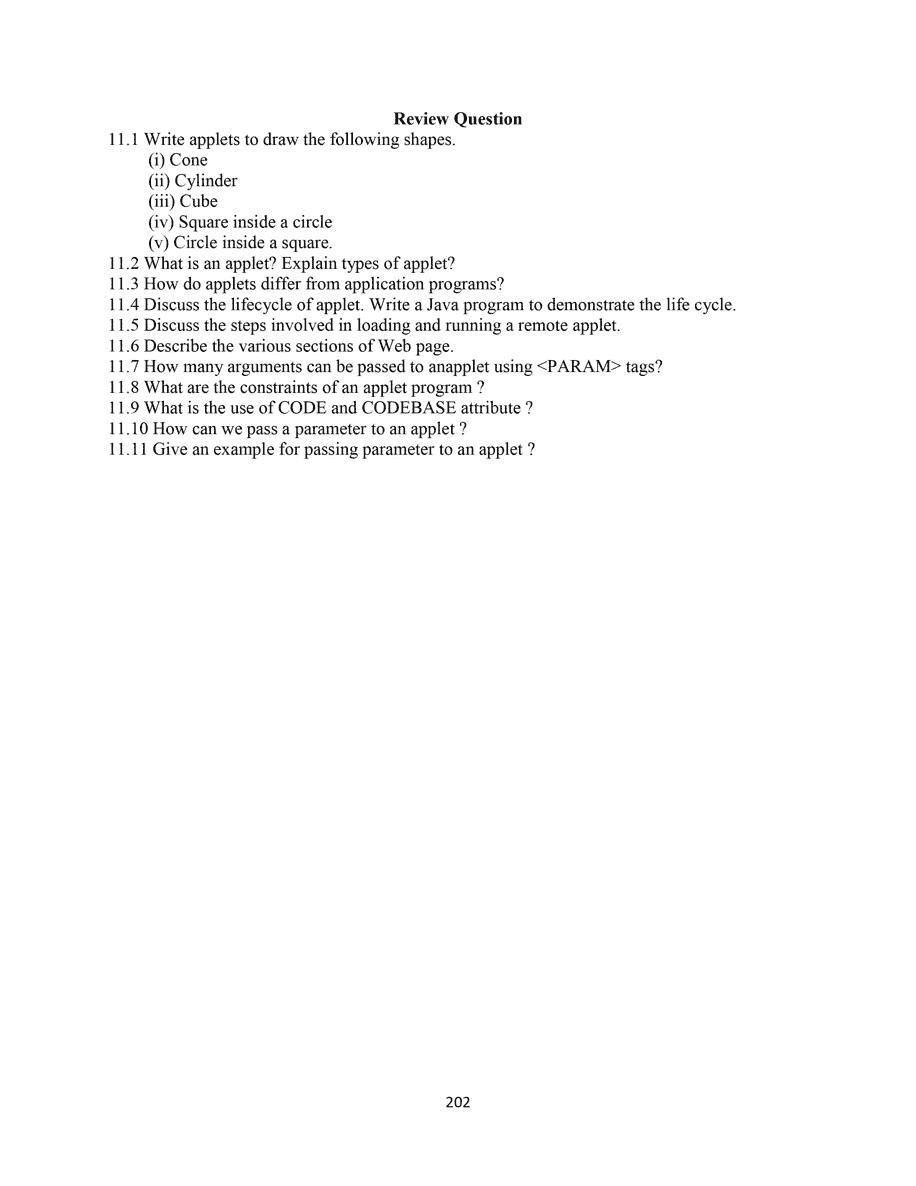 Review Question
11.1 Write applets to draw the following shapes.
(i) Cone
(ii) Cylinder
(iii) Cube
(iv) Square inside a circle
(v) Circle inside a square.
11.2 What is an applet? Explain types of applet?
11.3 How do applets differ from application programs?
11.4 Discuss the lifecycle of applet. Write a Java program to demonstrate the life cycle.
11.5 Discuss the steps involved in loading and running a remote applet.
11.6 Describe the various sections of Web page.
11.7 How many arguments can be passed to anapplet using <PARAM> tags?
11.8 What are the constraints of an applet program ?
11.9 What is the use of CODE and CODEBASE attribute ?
11.10 How can we pass a parameter to an applet ?
11.11 Give an example for passing parameter to an applet ?
202